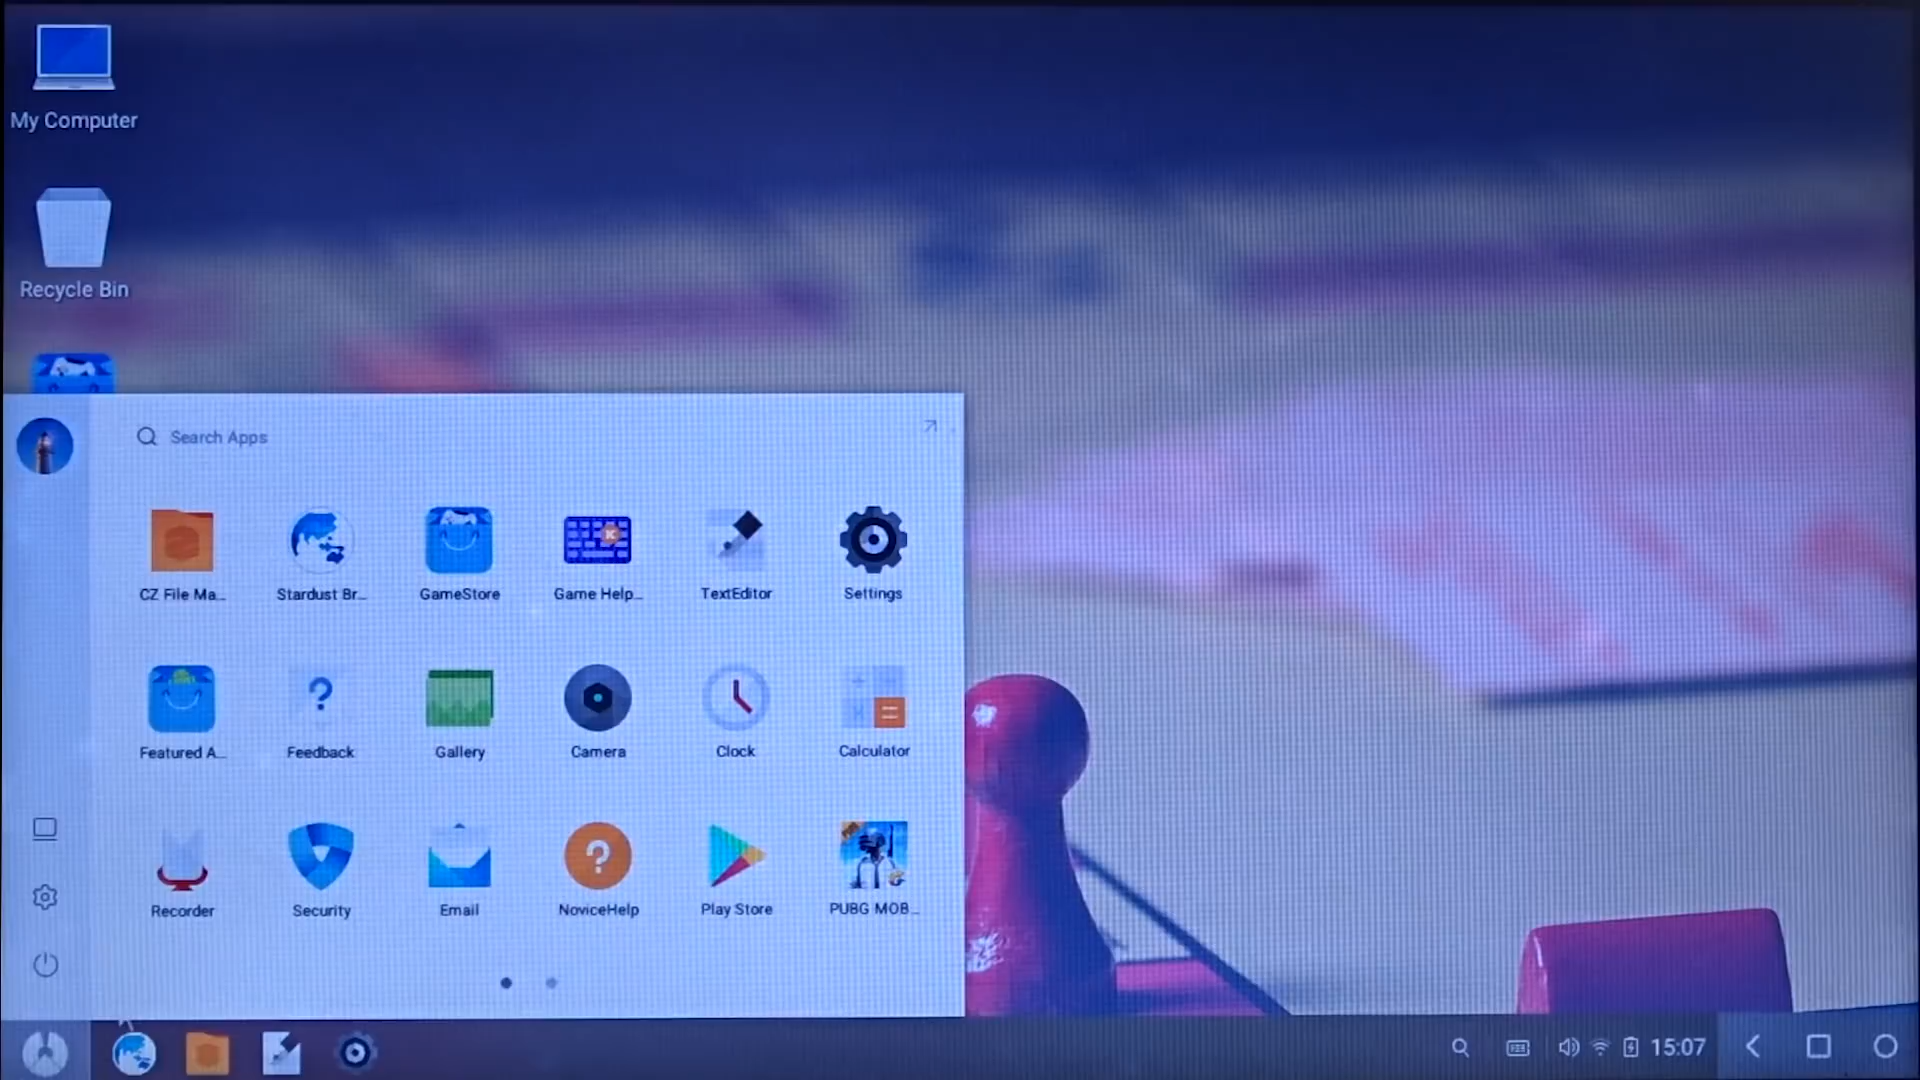 My Computer
Recycle Bin
Search Apps
CZ File Ma...
Stardust Br...
GameStore
Game Help...
TextEditor
Settings
Featured A...
Feedback
Gallery
Camera
Clock
Calculator
Recorder
Security
Email
NoviceHelp
Play Store
PUBG MOB...
15:07